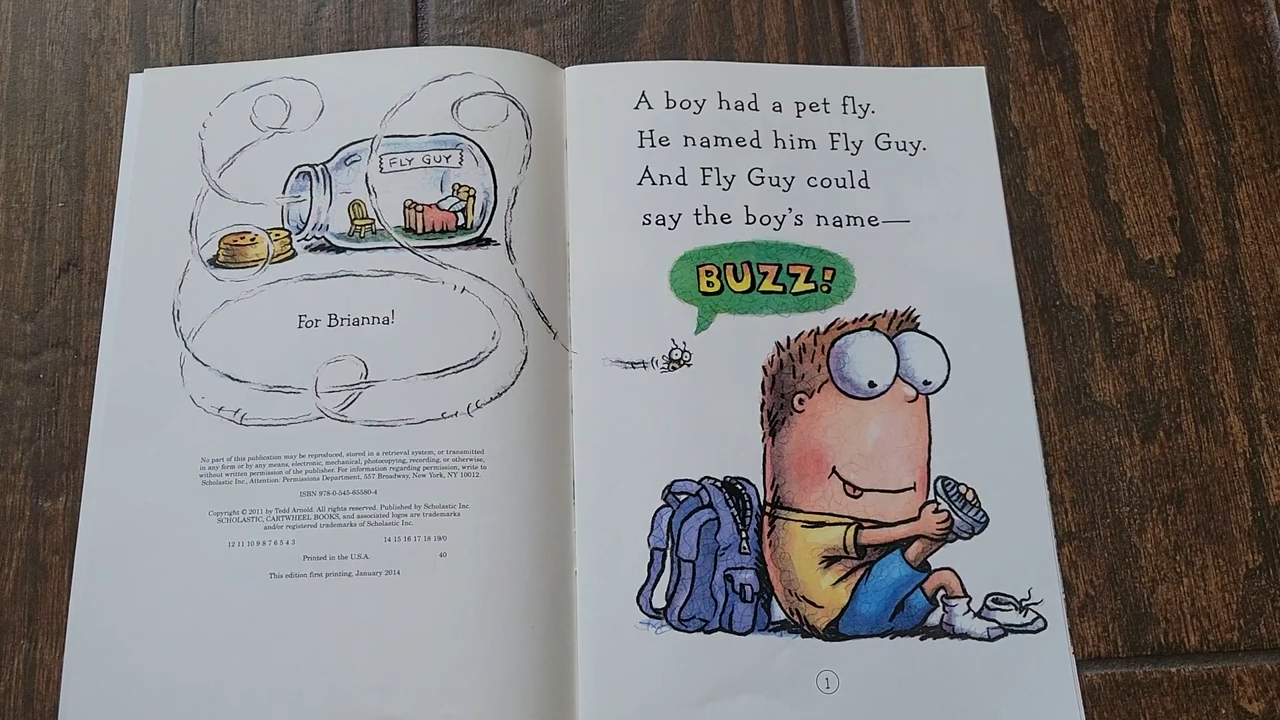 FLY GUY
For Brianna!
No part of this publication may be reproduced, stored in a retrieval system, or transmitted
in any form or by any means, electronic, mechanical, photocopying, recording, or otherwise,
without written permission of the publisher. For information regarding permission, write to
Scholastic Inc., Attention: Permissions Department, 557 Broadway, New York, NY 10012.
ISBN 978-0-545-65580-4
Copyright © 2011 by Tedd Arnold. All rights reserved. Published by Scholastic Inc.
SCHOLASTIC, CARTWHEEL BOOKS, and associated logos are trademarks
and/or registered trademarks of Scholastic Inc.
12 11 10 9 8 7 6 5 4 3 14 15 16 17 18 19/0
Printed in the U.S.A. 40
This edition first printing, January 2014
A boy had a pet fly.
He named him Fly Guy.
And Fly Guy could
say the boy's name—
BUZZ!
1